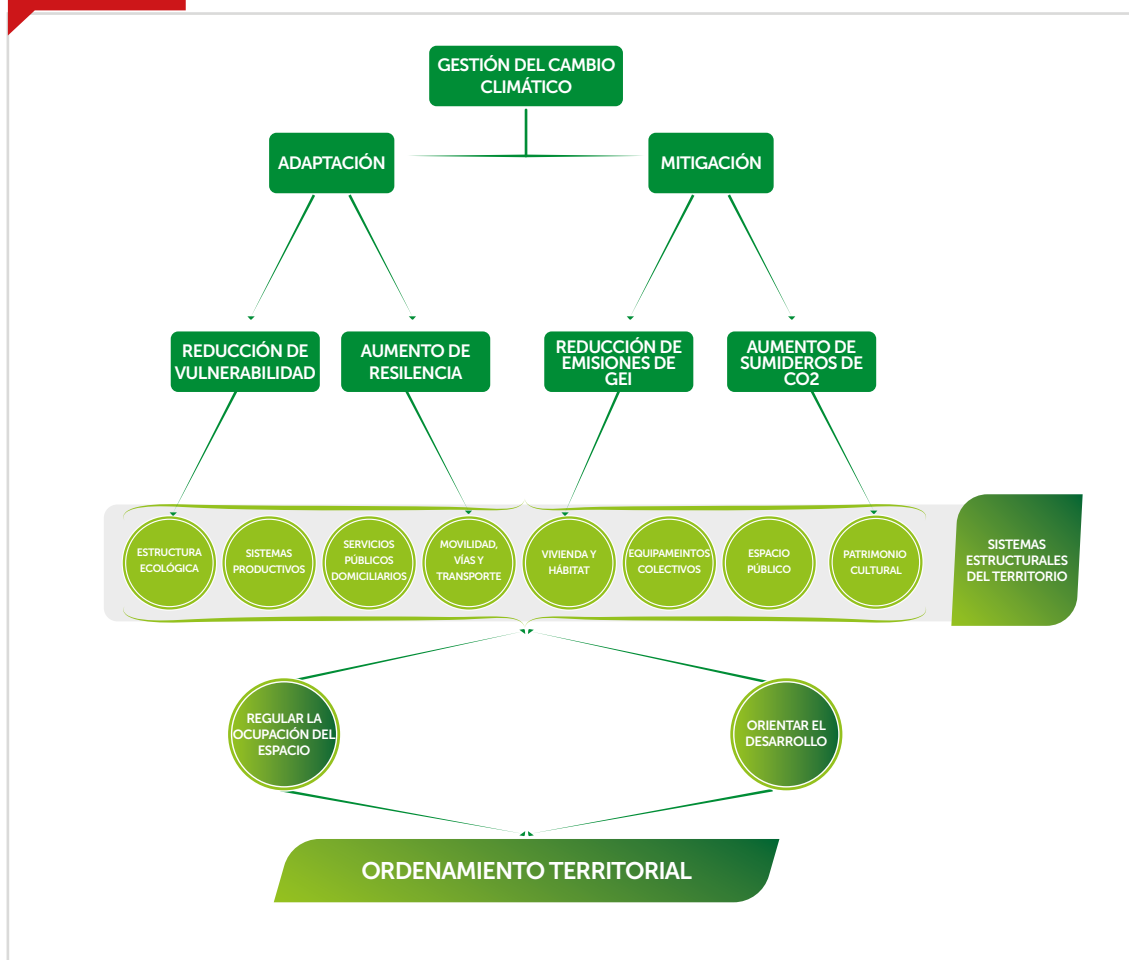 GESTIÓN DEL CAMBIO
CLIMÁTICO
ADAPTACIÓN
MITIGACIÓN
REDUCCIÓN DE
VULNERABILIDAD
AUMENTO DE
RESILENCIA
REDUCCIÓN DE
EMISIONES DE
GEI
AUMENTO DE
SUMIDEROS DE
CO2
ESTRUCTURA
ECOLÓGICA
SISTEMAS
PRODUCTIVOS
SERVICIOS
PÚBLICOS
DOMICILIARIOS
MOVILIDAD,
VÍAS Y
TRANSPORTE
VIVIENDA Y
HÁBITAT
EQUIPAMEINTOS
COLECTIVOS
ESPACIO
PÚBLICO
PATRIMONIO
CULTURAL
SISTEMAS
ESTRUCTURALES
DEL TERRITORIO
REGULAR LA
OCUPACIÓN DEL
ESPACIO
ORIENTAR EL
DESARROLLO
ORDENAMIENTO TERRITORIAL